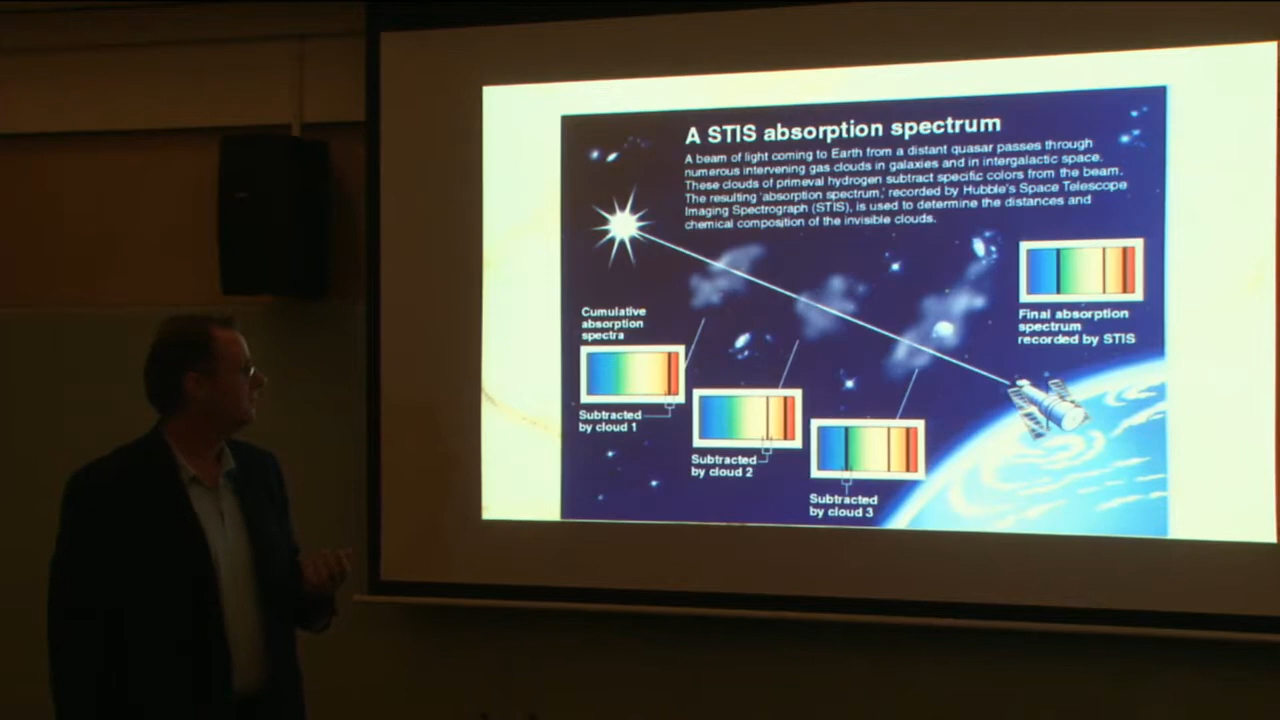 A STIS absorption spectrum
A beam of light coming to Earth from a distant quasar passes through
numerous intervening gas clouds in galaxies and in intergalactic space.
These clouds of primeval hydrogen subtract specific colors from the beam.
The resulting 'absorption spectrum,' recorded by Hubble's Space Telescope
Imaging Spectrograph (STIS), is used to determine the distances and
chemical composition of the invisible clouds.
Cumulative
absorption
spectra
Subtracted
by cloud 1
Subtracted
by cloud 2
Subtracted
by cloud 3
Final absorption
spectrum
recorded by STIS